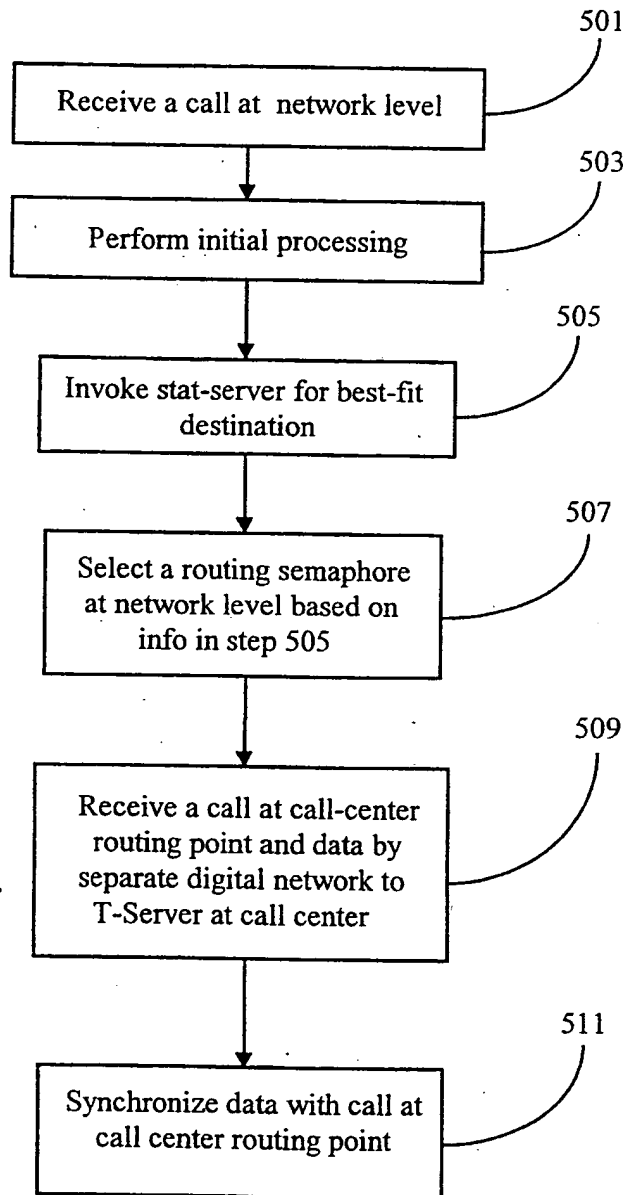 501
Receive a call at network level
503
Perform initial processing
505
Invoke stat-server for best-fit
destination
507
Select a routing semaphore
at network level based on
info in step 505
509
Receive a call at call-center
routing point and data by
separate digital network to
T-Server at call center
511
Synchronize data with call at
call center routing point